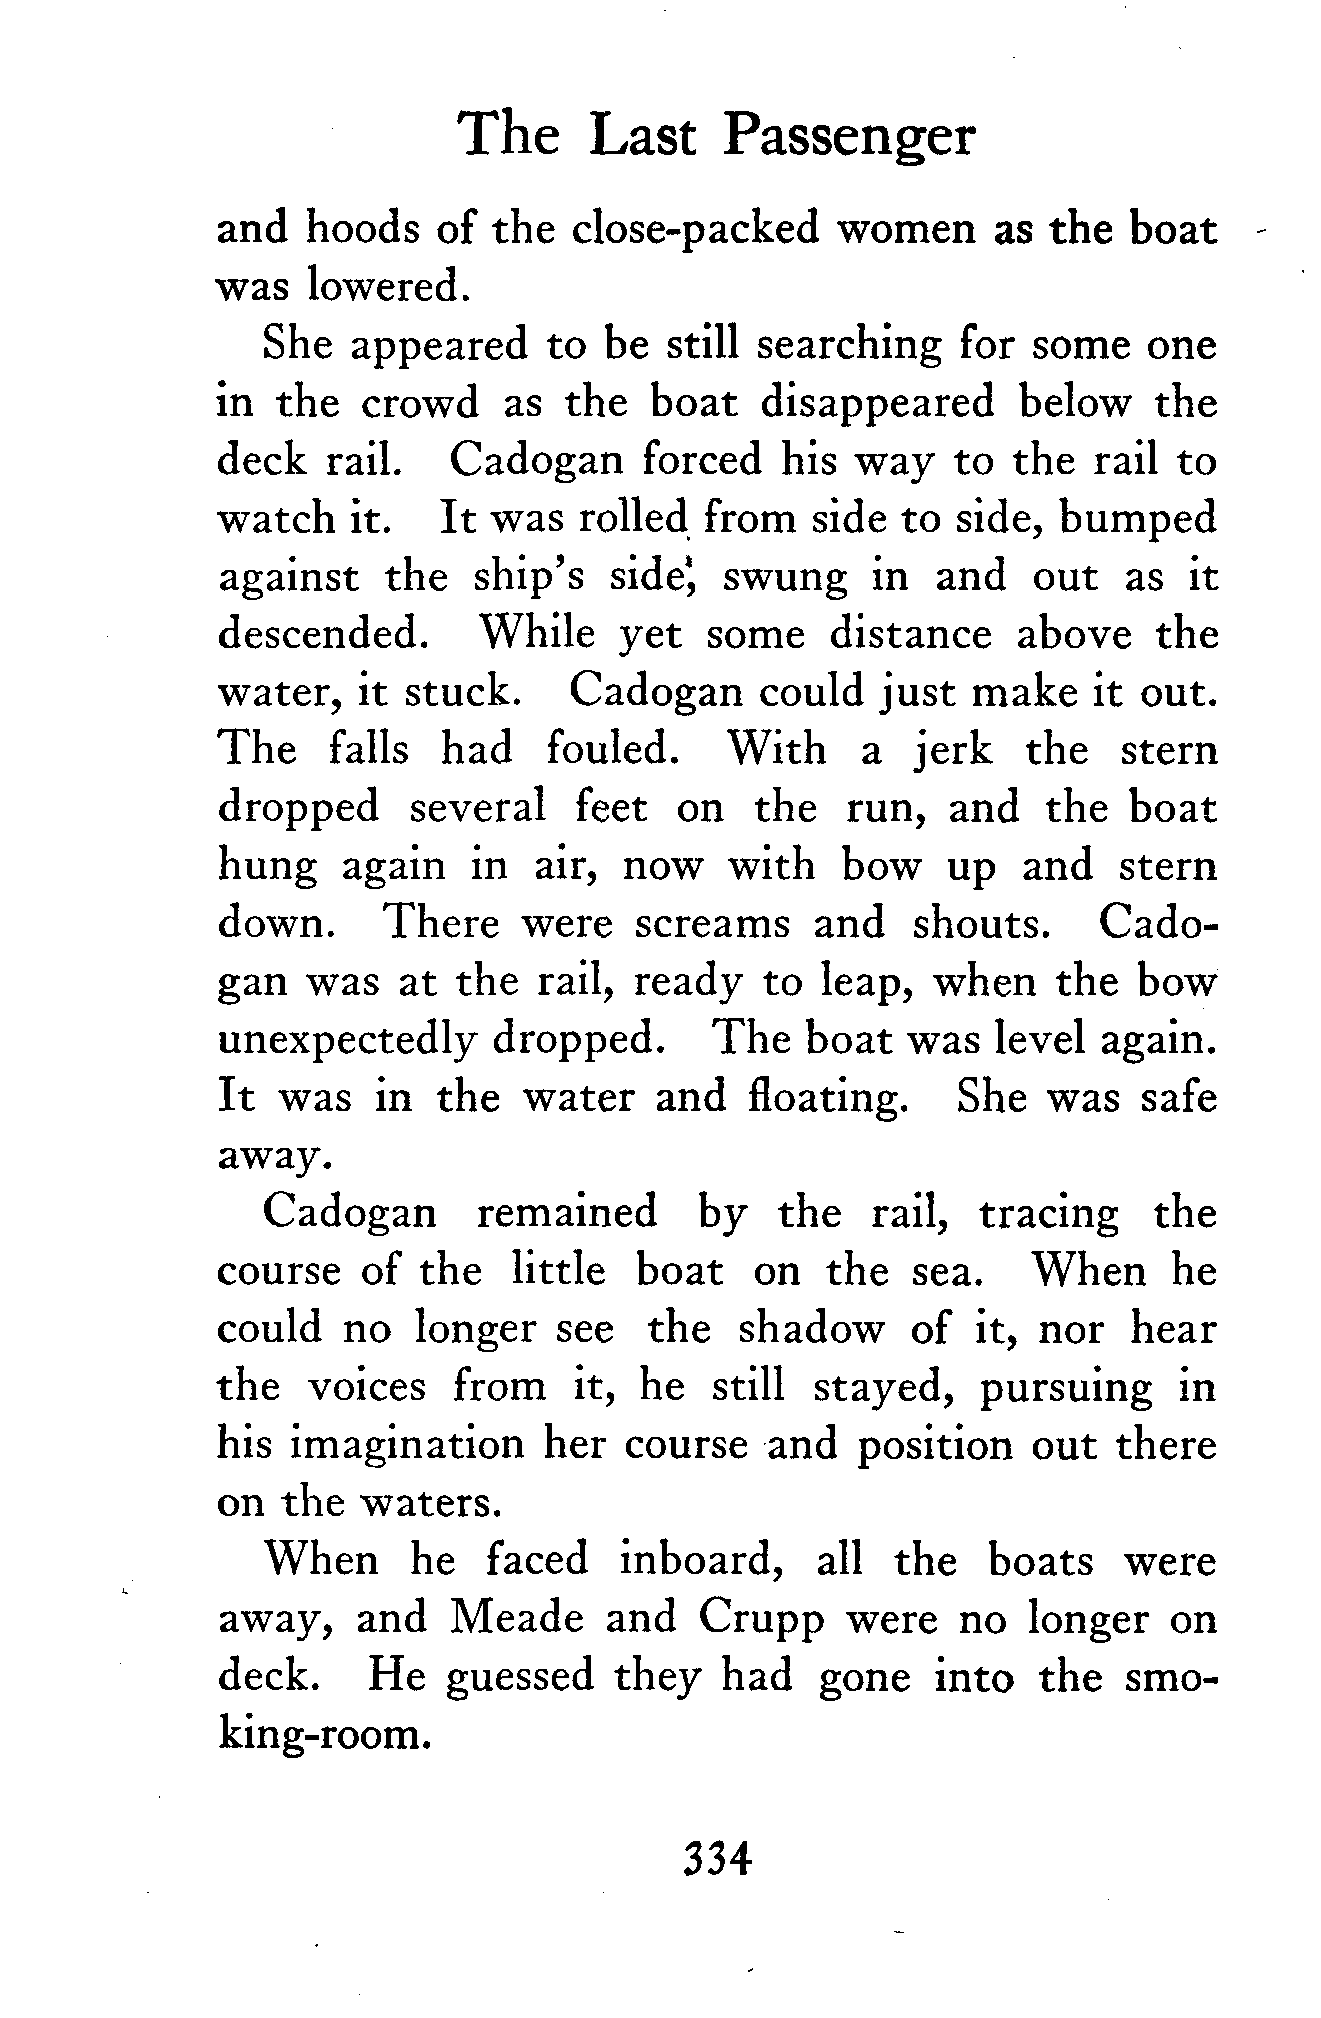 The Last Passenger
and hoods of the close-packed women as the boat
was lowered.
She appeared to be still searching for some one
in the crowd as the boat disappeared below the
deck rail. Cadogan forced his way to the rail to
watch it. It was rolled from side to side, bumped
against the ship's side, swung in and out as it
descended. While yet some distance above the
water, it stuck. Cadogan could just make it out.
The falls had fouled. With a jerk the stern
dropped several feet on the run, and the boat
hung again in air, now with bow up and stern
down. There were screams and shouts. Cado-
gan was at the rail, ready to leap, when the bow
unexpectedly dropped. The boat was level again.
It was in the water and floating. She was safe
away.
Cadogan remained by the rail, tracing the
course of the little boat on the sea. When he
could no longer see the shadow of it, nor hear
the voices from it, he still stayed, pursuing in
his imagination her course and position out there
on the waters.
When he faced inboard, all the boats were
away, and Meade and Crupp were no longer on
deck. He guessed they had gone into the smo-
king-room.
334